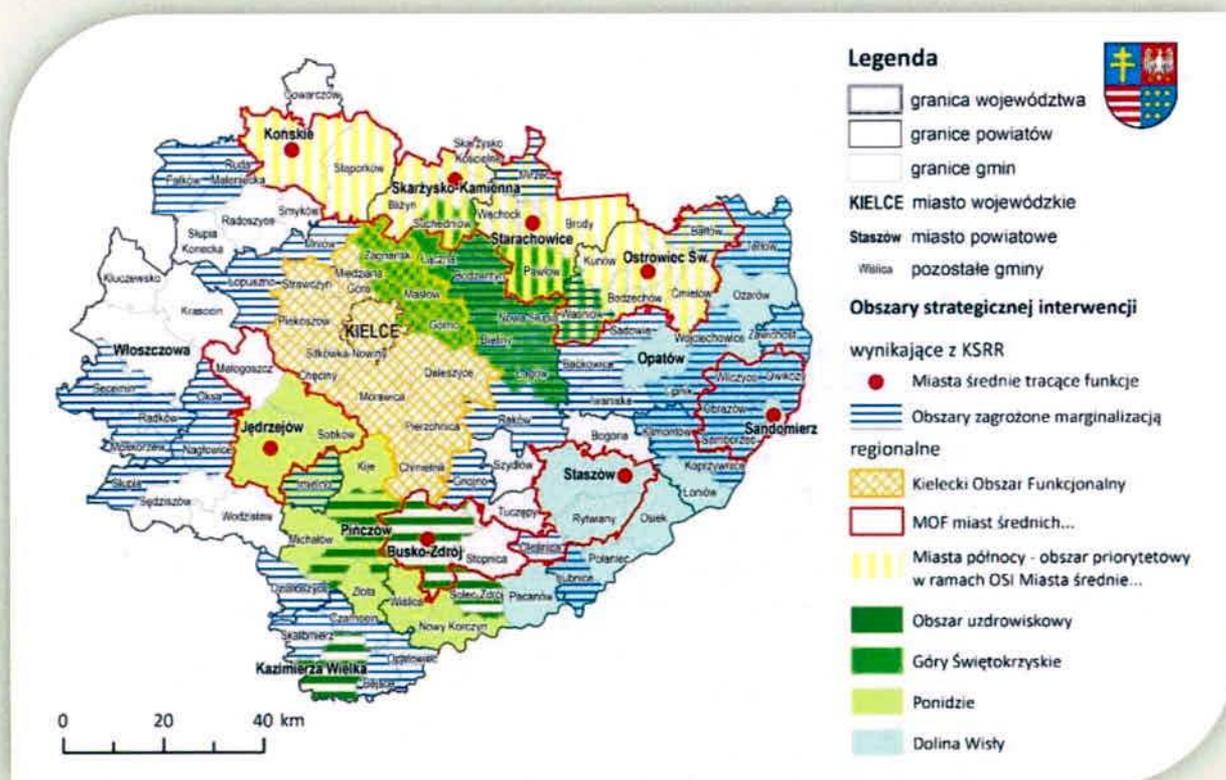 Gowarczów
Końskie
Skarżysko
Kościelne
Ruda
Maleniecka
Fałków
Stąporków
Mirzec
Skarżysko-Kamienna
Smyków
Bliżyn
Radoszyce
Suchedniów
Wąchock
Brody
Starachowice
Bałtów
Słupia
Konecka
Mniów
Zagnańsk
Łączna
Tarłów
Kluczewsko
Łopuszno
Strawczyn
Miedziana
Góra
Bodzentyn
Pawłów
Kunów
Ostrowiec Św.
Krasocin
Masłów
Bodzechów
Ćmielów
Ożarów
Piekoszów
KIELCE
Górno
Nowa Słupia
Waśniów
Sadowie
Wojciechowice
Zawichost
Włoszczowa
Sitkówka-Nowiny
Bieliny
Opatów
Małogoszcz
Chęciny
Daleszyce
Łagów
Baćkowice
Wilczyce
Dwikozy
Secemin
Oksa
Morawica
Iwaniska
Lipnik
Obrazów
Radków
Jędrzejów
Sobków
Pierzchnica
Raków
Klimontów
Samborzec
Sandomierz
Moskorzew
Nagłowice
Bogoria
Kije
Chmielnik
Szydłów
Staszów
Koprzywnica
Słupia
Imielno
Gnojno
Łoniów
Sędziszów
Wodzisław
Pińczów
Tuczępy
Rytwiany
Osiek
Michałów
Busko-Zdrój
Stopnica
Oleśnica
Połaniec
Działoszyce
Złota
Wiślica
Solec-Zdrój
Pacanów
Łubnice
Czarnocin
Nowy Korczyn
Skalbmierz
Kazimierza Wielka
Opatowiec
Bejsce
0 20 40 km
Legenda
granica województwa
granice powiatów
granice gmin
KIELCE miasto wojewódzkie
Staszów miasto powiatowe
Wiślica pozostałe gminy
Obszary strategicznej interwencji
wynikające z KSRR
Miasta średnie tracące funkcje
Obszary zagrożone marginalizacją
regionalne
Kielecki Obszar Funkcjonalny
MOF miast średnich...
Miasta północy - obszar priorytetowy
w ramach OSI Miasta średnie...
Obszar uzdrowiskowy
Góry Świętokrzyskie
Ponidzie
Dolina Wisły